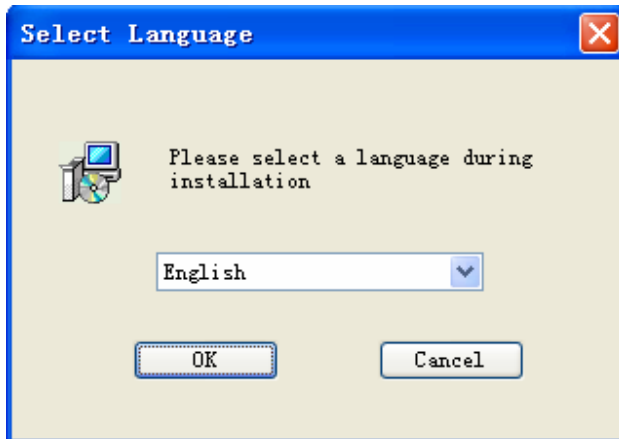 Select Language
Please select a language during
installation
English
OK
Cancel